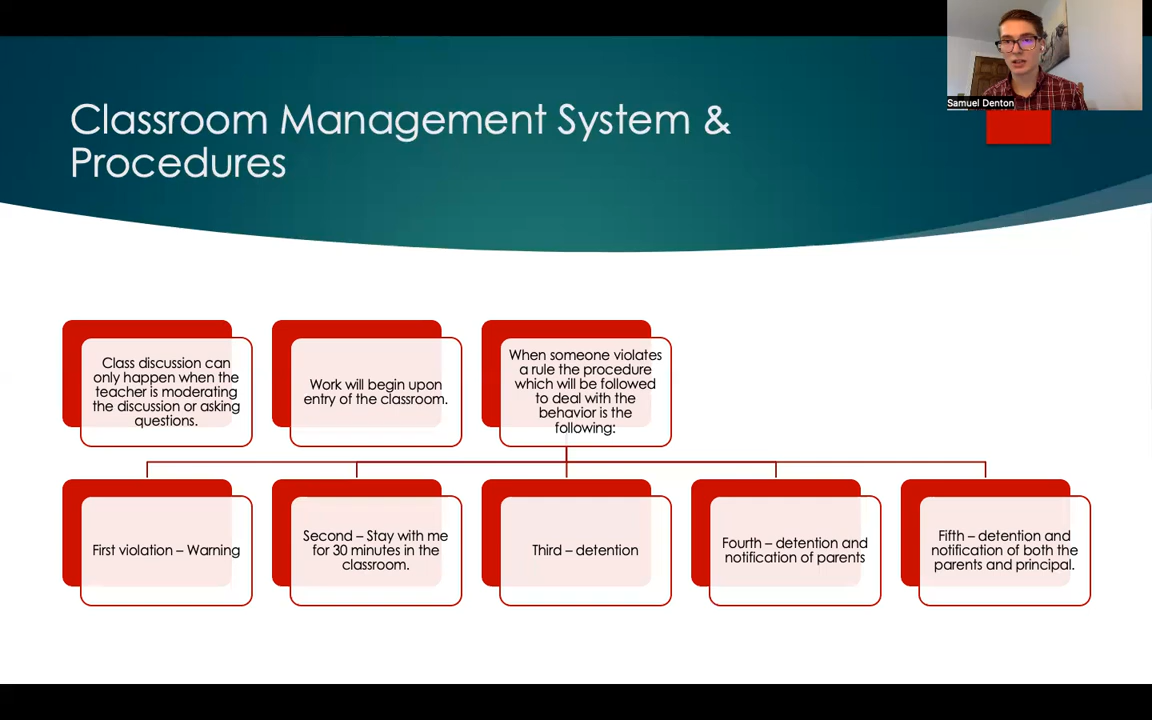 Samuel Denton
Classroom Management System &
Procedures
Class discussion can
only happen when the
teacher is moderating
the discussion or asking
questions.
Work will begin upon
entry of the classroom.
When someone violates
a rule the procedure
which will be followed
to deal with the
behavior is the
following:
First violation – Warning
Second – Stay with me
for 30 minutes in the
classroom.
Third – detention
Fourth – detention and
notification of parents
Fifth – detention and
notification of both the
parents and principal.